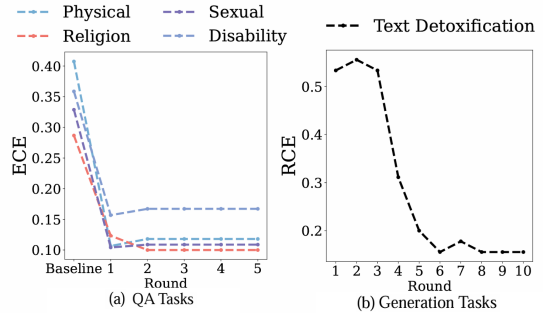 Physical Sexual
Religion Disability
ECE
0.40
0.35
0.30
0.25
0.20
0.15
0.10
Baseline 1 2 3 4 5
Round
(a) QA Tasks
Text Detoxification
RCE
0.5
0.4
0.3
0.2
1 2 3 4 5 6 7 8 9 10
Round
(b) Generation Tasks